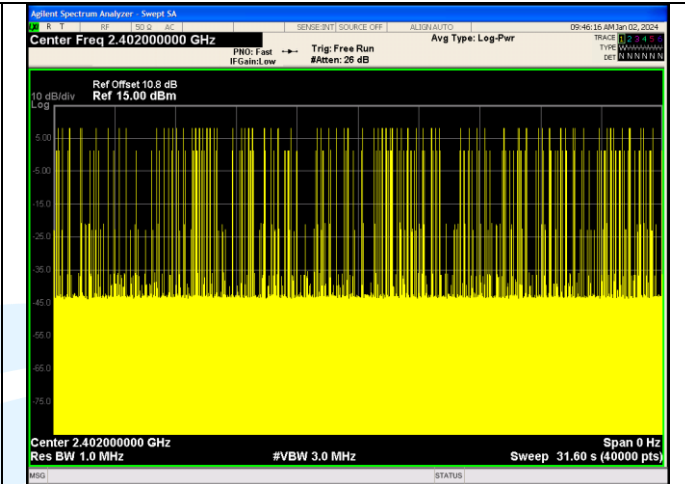 Agilent Spectrum Analyzer - Swept SA
R T RF 50 Ω AC SENSE:INT SOURCE OFF ALIGN AUTO 09:46:16 AM Jan 02, 2024
Center Freq 2.402000000 GHz Avg Type: Log-Pwr TRACE 1 2 3 4 5 6
PNO: Fast Trig: Free Run TYPE W
IFGain:Low #Atten: 26 dB DET N N N N N N
Ref Offset 10.8 dB
10 dB/div Ref 15.00 dBm
Log
5.00
-5.00
-15.0
-25.0
-35.0
-45.0
-55.0
-65.0
-75.0
Center 2.402000000 GHz Span 0 Hz
Res BW 1.0 MHz #VBW 3.0 MHz Sweep 31.60 s (40000 pts)
MSG STATUS